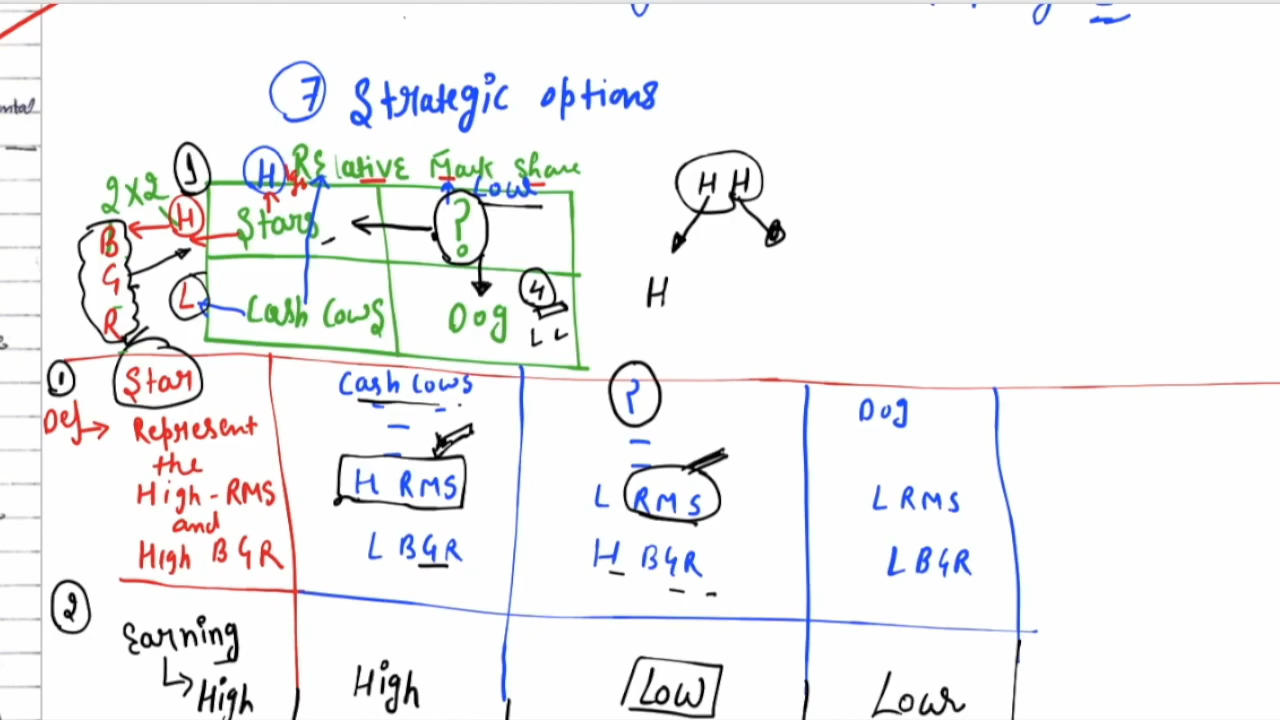 7 Strategic options
1 H Relative Mark Share
Low
2x2
H Stars ?
B
G
R
L Cash Cows Dog
4
L L
H H
H
1 Star Cash Cows ? Dog
Def → Represent
the
High-RMS H RMS L RMS L RMS
and
High BGR L BGR H BGR L BGR
2 Earning
↳ High High Low Low